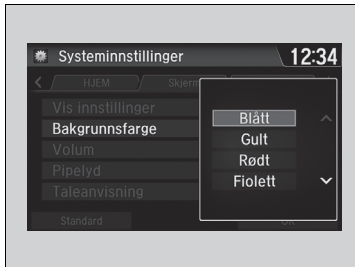 Systeminnstillinger 12:34
HJEM Skjerm
Vis innstillinger
Bakgrunnsfarge
Volum
Pipelyd
Taleanvisning
Blått
Gult
Rødt
Fiolett
Standard OK